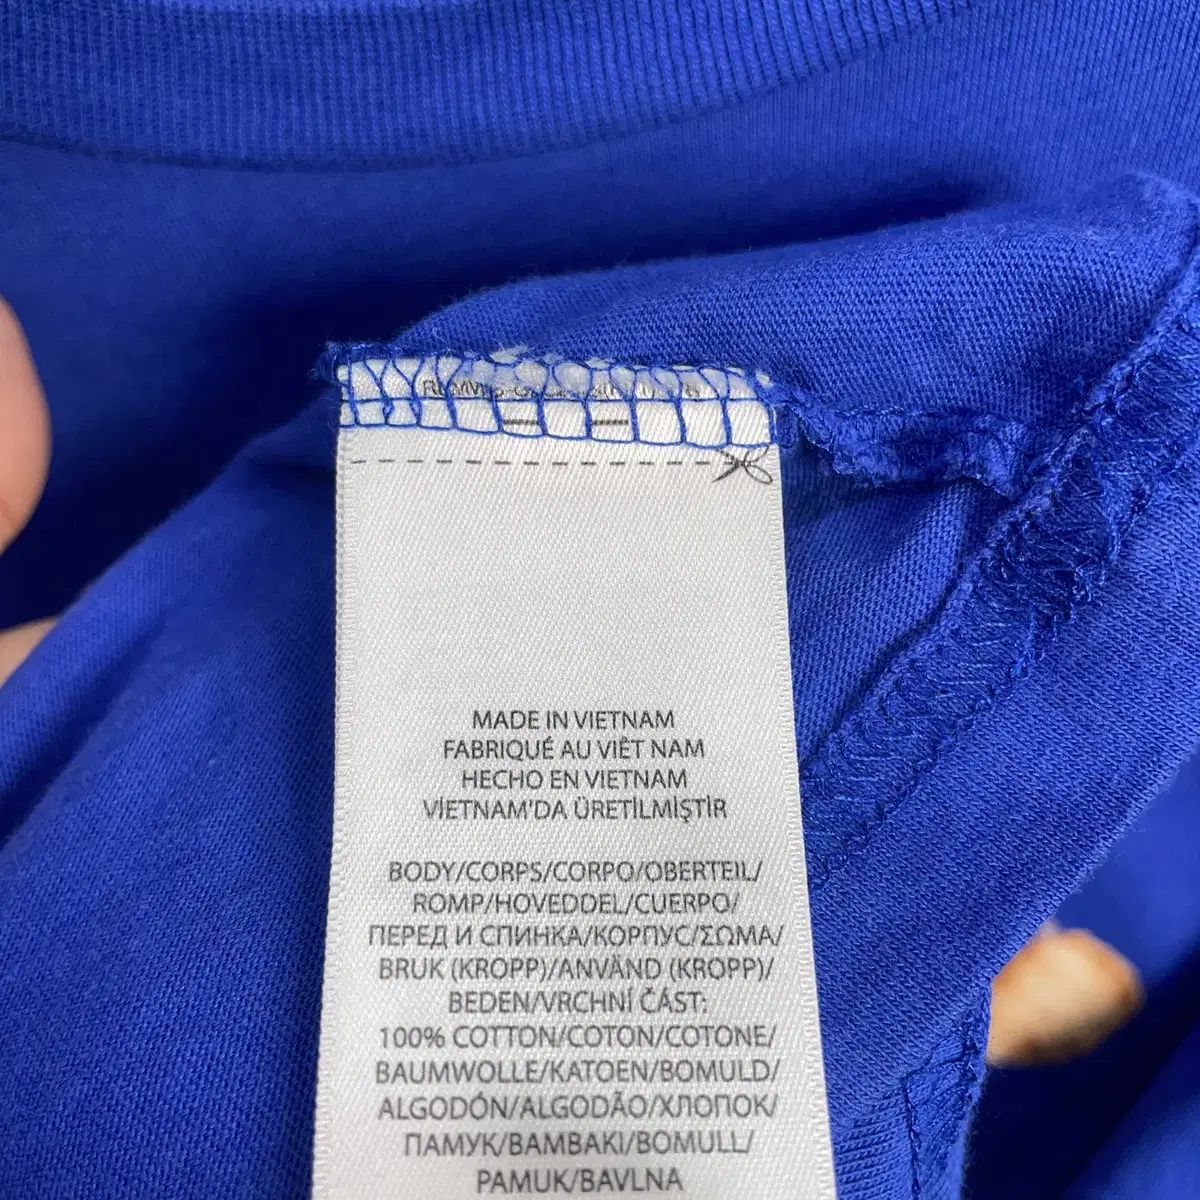 MADE IN VIETNAM
FABRIQUÉ AU VIÊT NAM
HECHO EN VIETNAM
VİETNAM'DA ÜRETİLMİŞTİR
BODY/CORPS/CORPO/OBERTEIL/
ROMP/HOVEDDEL/CUERPO/
ПЕРЕД И СПИНКА/КОРПУС/ΣΩΜΑ/
BRUK (KROPP)/ANVÄND (KROPP)/
BEDEN/VRCHNÍ ČÁST:
100% COTTON/COTON/COTONE/
BAUMWOLLE/KATOEN/BOMULD/
ALGODÓN/ALGODÃO/ХЛОПОК/
ПАМУК/BAMBAKI/BOMULL/
PAMUK/BAVLNA